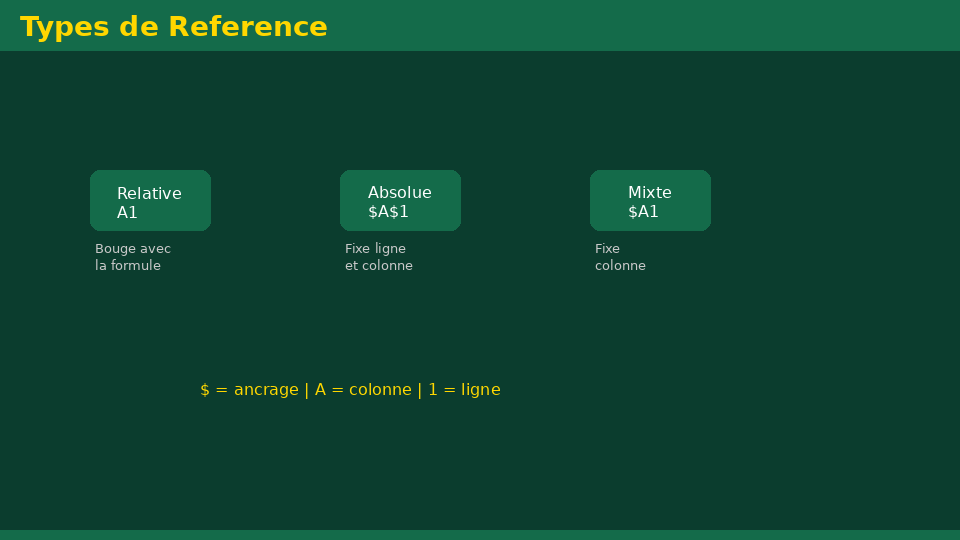 Types de Reference
Relative
A1
Bouge avec
la formule
Absolue
$A$1
Fixe ligne
et colonne
Mixte
$A1
Fixe
colonne
$ = ancrage | A = colonne | 1 = ligne